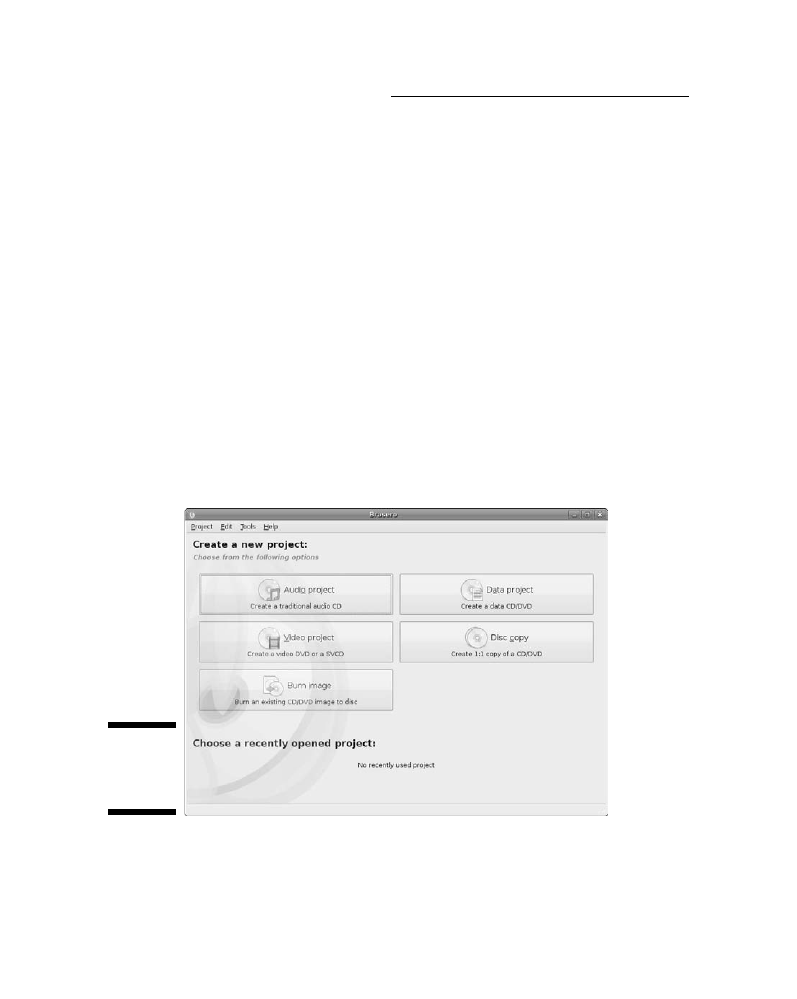 Brasero
Project Edit Tools Help
Create a new project:
Choose from the following options
Audio project
Create a traditional audio CD
Data project
Create a data CD/DVD
Video project
Create a video DVD or a SVCD
Disc copy
Create 1:1 copy of a CD/DVD
Burn image
Burn an existing CD/DVD image to disc
Choose a recently opened project:
No recently used project